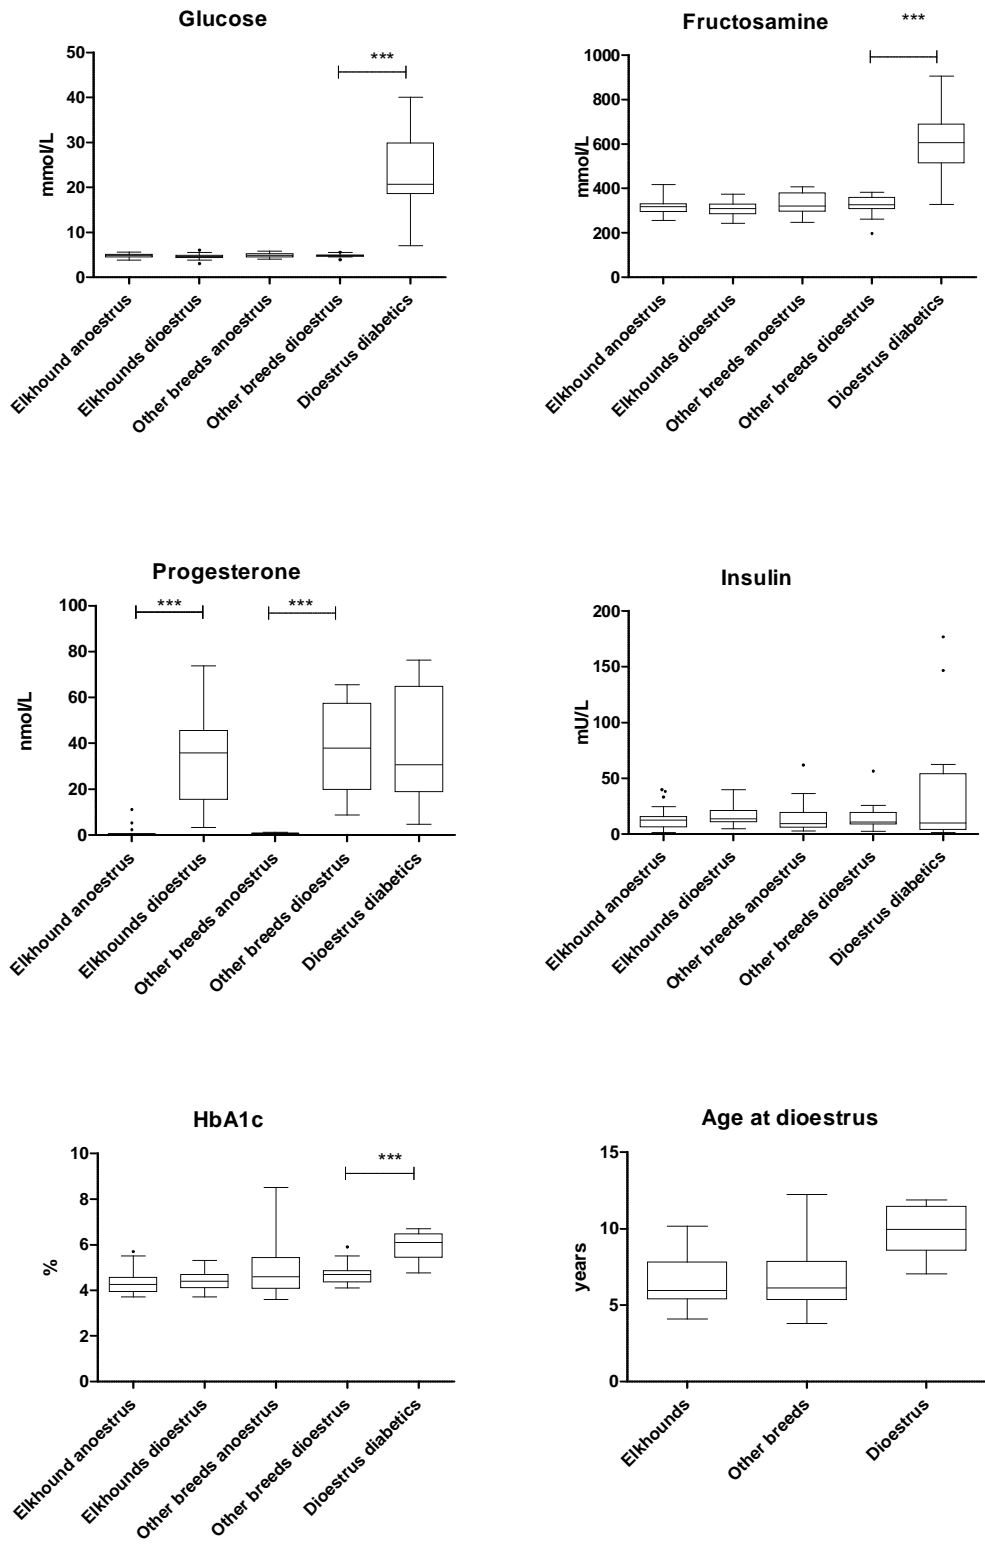 Glucose
***
50
40
30
20
10
0
mmol/L
Elkhound anoestrus
Elkhounds dioestrus
Other breeds anoestrus
Other breeds dioestrus
Dioestrus diabetics
Fructosamine
***
1000
800
600
400
200
0
mmol/L
Elkhound anoestrus
Elkhounds dioestrus
Other breeds anoestrus
Other breeds dioestrus
Dioestrus diabetics
Progesterone
***
***
100
80
60
40
20
0
nmol/L
Elkhound anoestrus
Elkhounds dioestrus
Other breeds anoestrus
Other breeds dioestrus
Dioestrus diabetics
Insulin
200
150
100
50
0
mU/L
Elkhound anoestrus
Elkhounds dioestrus
Other breeds anoestrus
Other breeds dioestrus
Dioestrus diabetics
HbA1c
***
10
8
6
4
2
0
%
Elkhound anoestrus
Elkhounds dioestrus
Other breeds anoestrus
Other breeds dioestrus
Dioestrus diabetics
Age at dioestrus
15
10
5
0
years
Elkhounds
Other breeds
Dioestrus